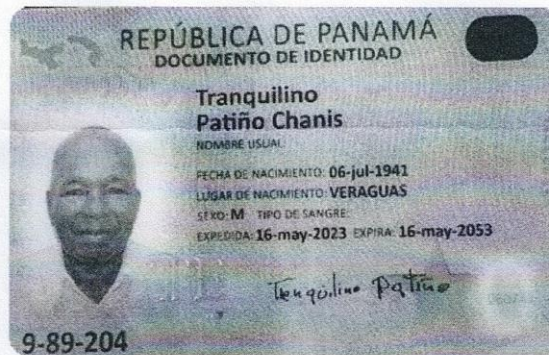 REPÚBLICA DE PANAMÁ
DOCUMENTO DE IDENTIDAD
Tranquilino
Patiño Chanis
NOMBRE USUAL:
FECHA DE NACIMIENTO: 06-jul-1941
LUGAR DE NACIMIENTO: VERAGUAS
SEXO: M TIPO DE SANGRE:
EXPEDIDA: 16-may-2023 EXPIRA: 16-may-2053
Tranquilino Patiño
9-89-204